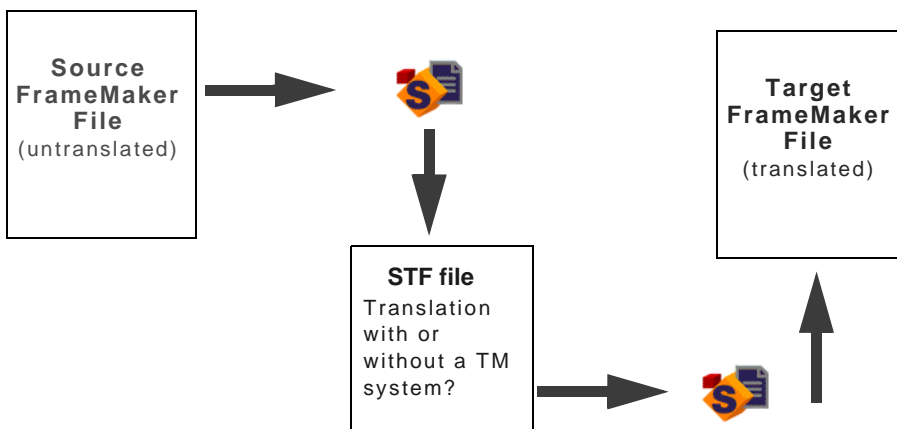 Source
FrameMaker
File
(untranslated)
S
STF file
Translation
with or
without a TM
system?
S
Target
FrameMaker
File
(translated)